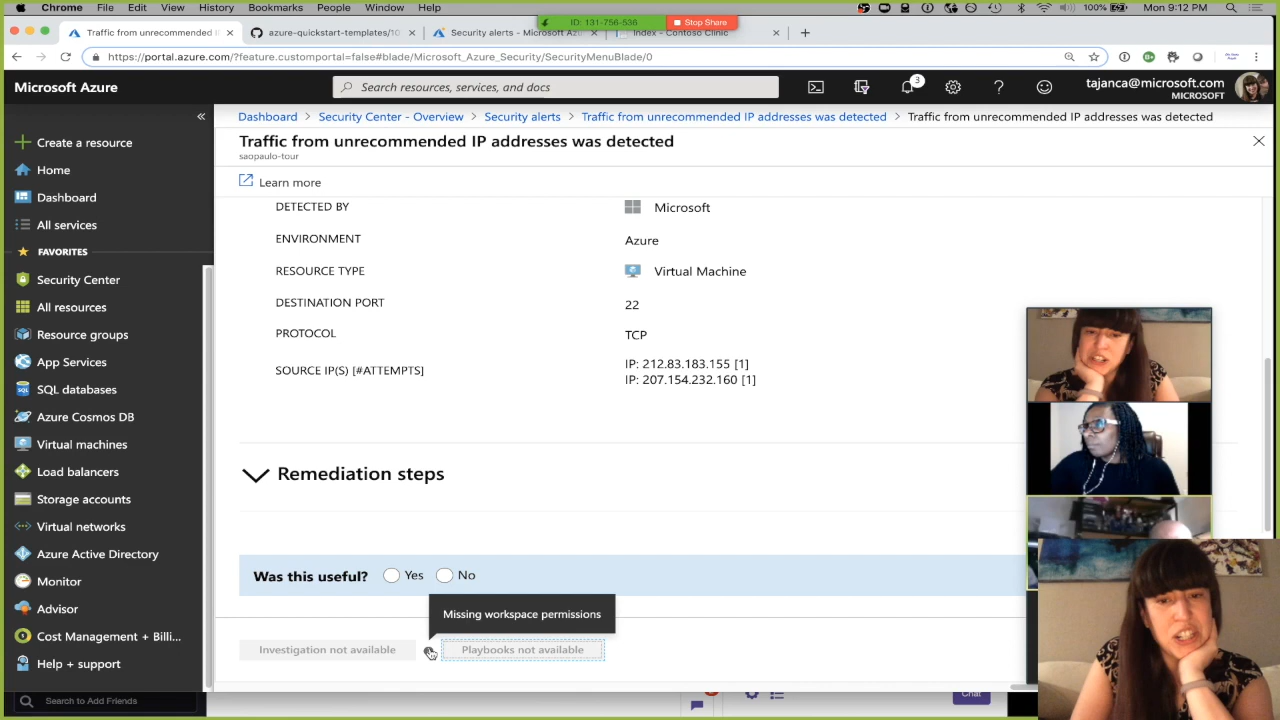 Chrome File Edit View History Bookmarks People Window Help
100% Mon 9:12 PM
ID: 131-756-536 Stop Share
Traffic from unrecommended I azure-quickstart-templates/10 Security alerts - Microsoft Azu Index - Contoso Clinic
https://portal.azure.com/?feature.customportal=false#blade/Microsoft_Azure_Security/SecurityMenuBlade/0
Microsoft Azure
Search resources, services, and docs
3
tajanca@microsoft.com
MICROSOFT
Dashboard > Security Center - Overview > Security alerts > Traffic from unrecommended IP addresses was detected > Traffic from unrecommended IP addresses was detected
Traffic from unrecommended IP addresses was detected
saopaulo-tour
Learn more
Create a resource
Home
Dashboard
All services
FAVORITES
Security Center
All resources
Resource groups
App Services
SQL databases
Azure Cosmos DB
Virtual machines
Load balancers
Storage accounts
Virtual networks
Azure Active Directory
Monitor
Advisor
Cost Management + Billi...
Help + support
Search to Add Friends
DETECTED BY Microsoft
ENVIRONMENT Azure
RESOURCE TYPE Virtual Machine
DESTINATION PORT 22
PROTOCOL TCP
SOURCE IP(S) [#ATTEMPTS] IP: 212.83.183.155 [1]
IP: 207.154.232.160 [1]
Remediation steps
Was this useful? Yes No
Missing workspace permissions
Investigation not available Playbooks not available
Chat